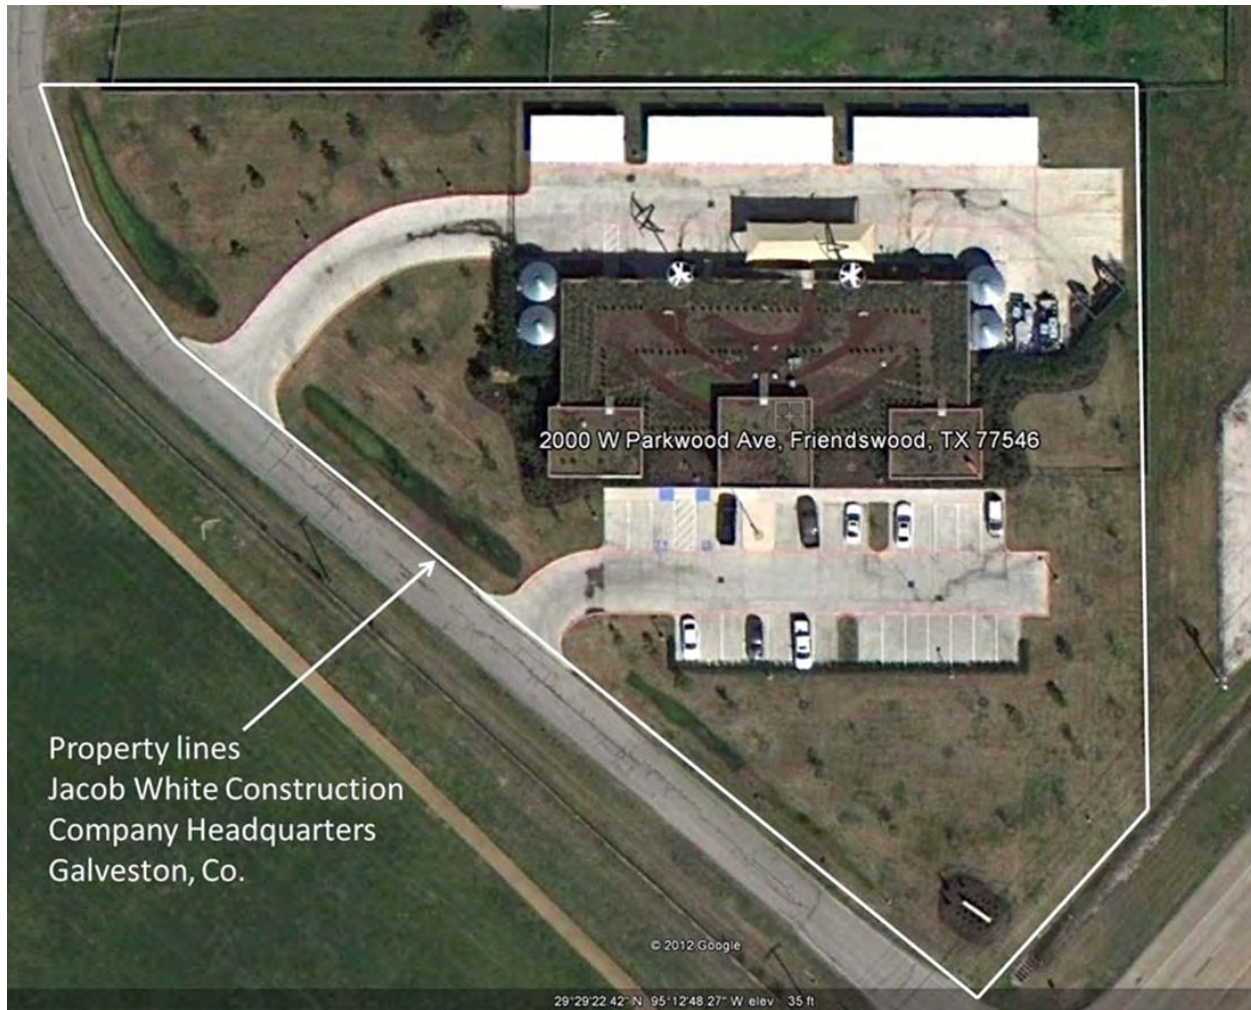 2000 W Parkwood Ave, Friendswood, TX 77546
Property lines
Jacob White Construction
Company Headquarters
Galveston, Co.
© 2012 Google
29°29'22.42" N 95°12'48.27" W elev 35 ft